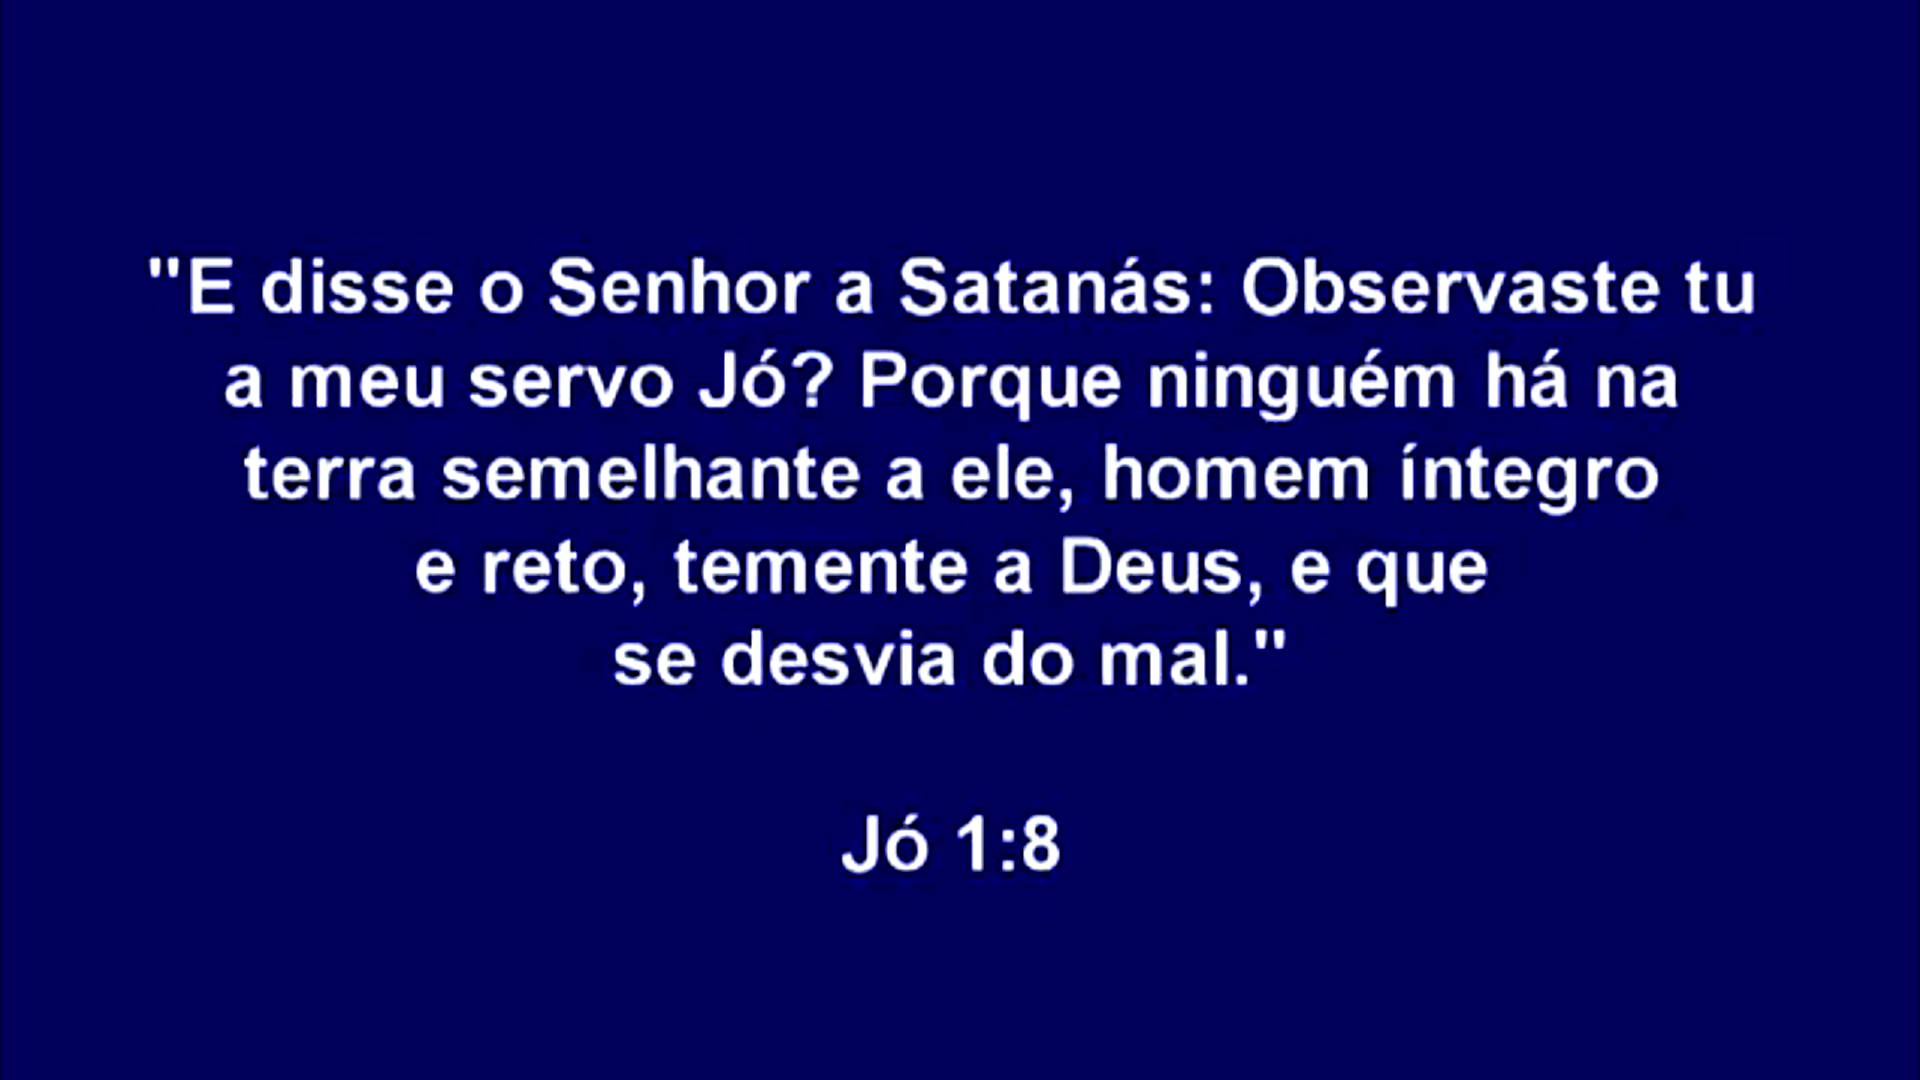 "E disse o Senhor a Satanás: Observaste tu
a meu servo Jó? Porque ninguém há na
terra semelhante a ele, homem íntegro
e reto, temente a Deus, e que
se desvia do mal."
Jó 1:8